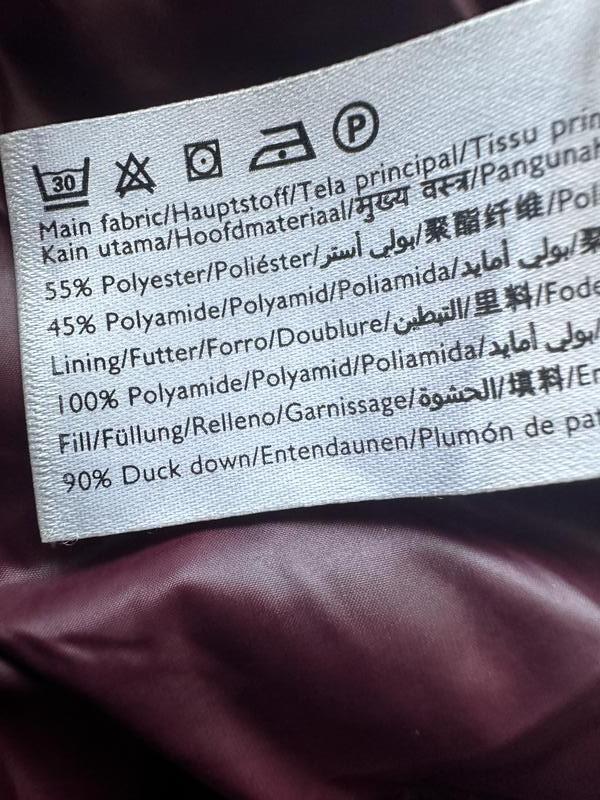 30 P
Main fabric/Hauptstoff/Tela principal/Tissu prin
Kain utama/Hoofdmateriaal/मुख्य वस्त्र/Pangunah
55% Polyester/Poliéster/بولي أستر/聚酯纤维/Pol
45% Polyamide/Polyamid/Poliamida/بولي أمايد/聚
Lining/Futter/Forro/Doublure/التبطين/里料/Fode
100% Polyamide/Polyamid/Poliamida/بولي أمايد/
Fill/Füllung/Relleno/Garnissage/الحشوة/填料/En
90% Duck down/Entendaunen/Plumón de pat